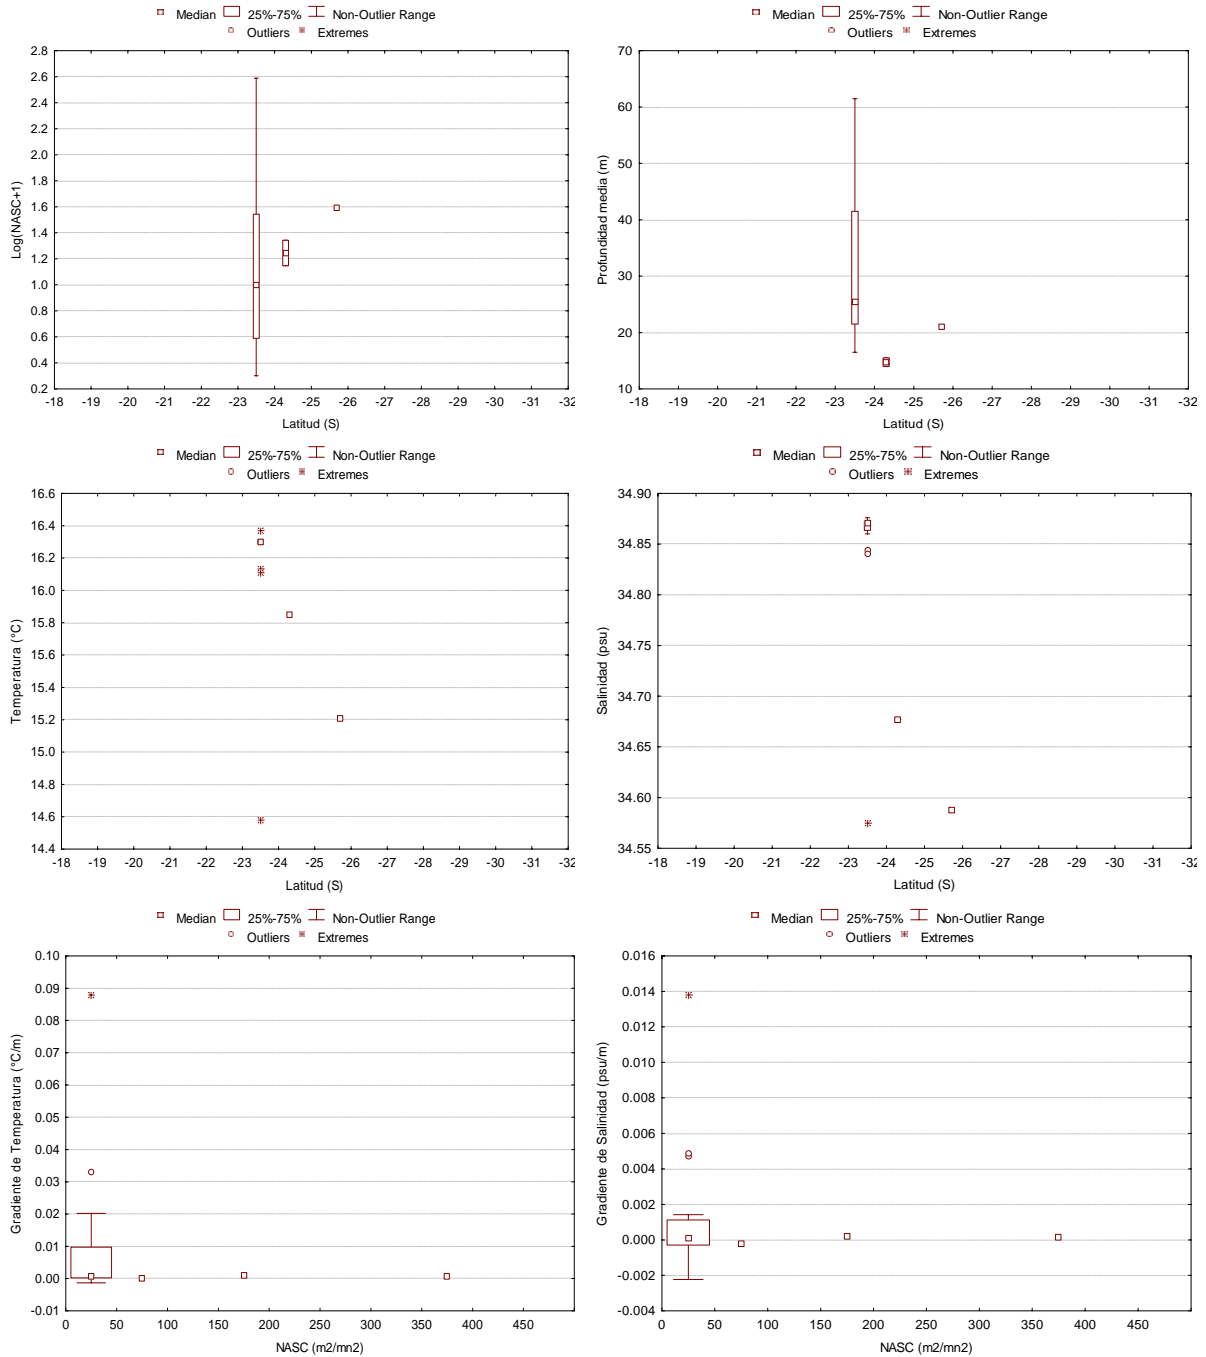 Median 25%-75% Non-Outlier Range
Outliers Extremes
2.8
2.6
2.4
2.2
2.0
1.8
1.6
1.4
1.2
1.0
0.8
0.6
0.4
0.2
Log(NASC+1)
-18 -19 -20 -21 -22 -23 -24 -25 -26 -27 -28 -29 -30 -31 -32
Latitud (S)
Median 25%-75% Non-Outlier Range
Outliers Extremes
70
60
50
40
30
20
10
Profundidad media (m)
-18 -19 -20 -21 -22 -23 -24 -25 -26 -27 -28 -29 -30 -31 -32
Latitud (S)
Median 25%-75% Non-Outlier Range
Outliers Extremes
16.6
16.4
16.2
16.0
15.8
15.6
15.4
15.2
15.0
14.8
14.6
14.4
Temperatura (°C)
-18 -19 -20 -21 -22 -23 -24 -25 -26 -27 -28 -29 -30 -31 -32
Latitud (S)
Median 25%-75% Non-Outlier Range
Outliers Extremes
34.90
34.85
34.80
34.75
34.70
34.65
34.60
34.55
Salinidad (psu)
-18 -19 -20 -21 -22 -23 -24 -25 -26 -27 -28 -29 -30 -31 -32
Latitud (S)
Median 25%-75% Non-Outlier Range
Outliers Extremes
0.10
0.09
0.08
0.07
0.06
0.05
0.04
0.03
0.02
0.01
0.00
-0.01
Gradiente de Temperatura (°C/m)
0 50 100 150 200 250 300 350 400 450
NASC (m2/mn2)
Median 25%-75% Non-Outlier Range
Outliers Extremes
0.016
0.014
0.012
0.010
0.008
0.006
0.004
0.002
0.000
-0.002
-0.004
Gradiente de Salinidad (psu/m)
0 50 100 150 200 250 300 350 400 450
NASC (m2/mn2)